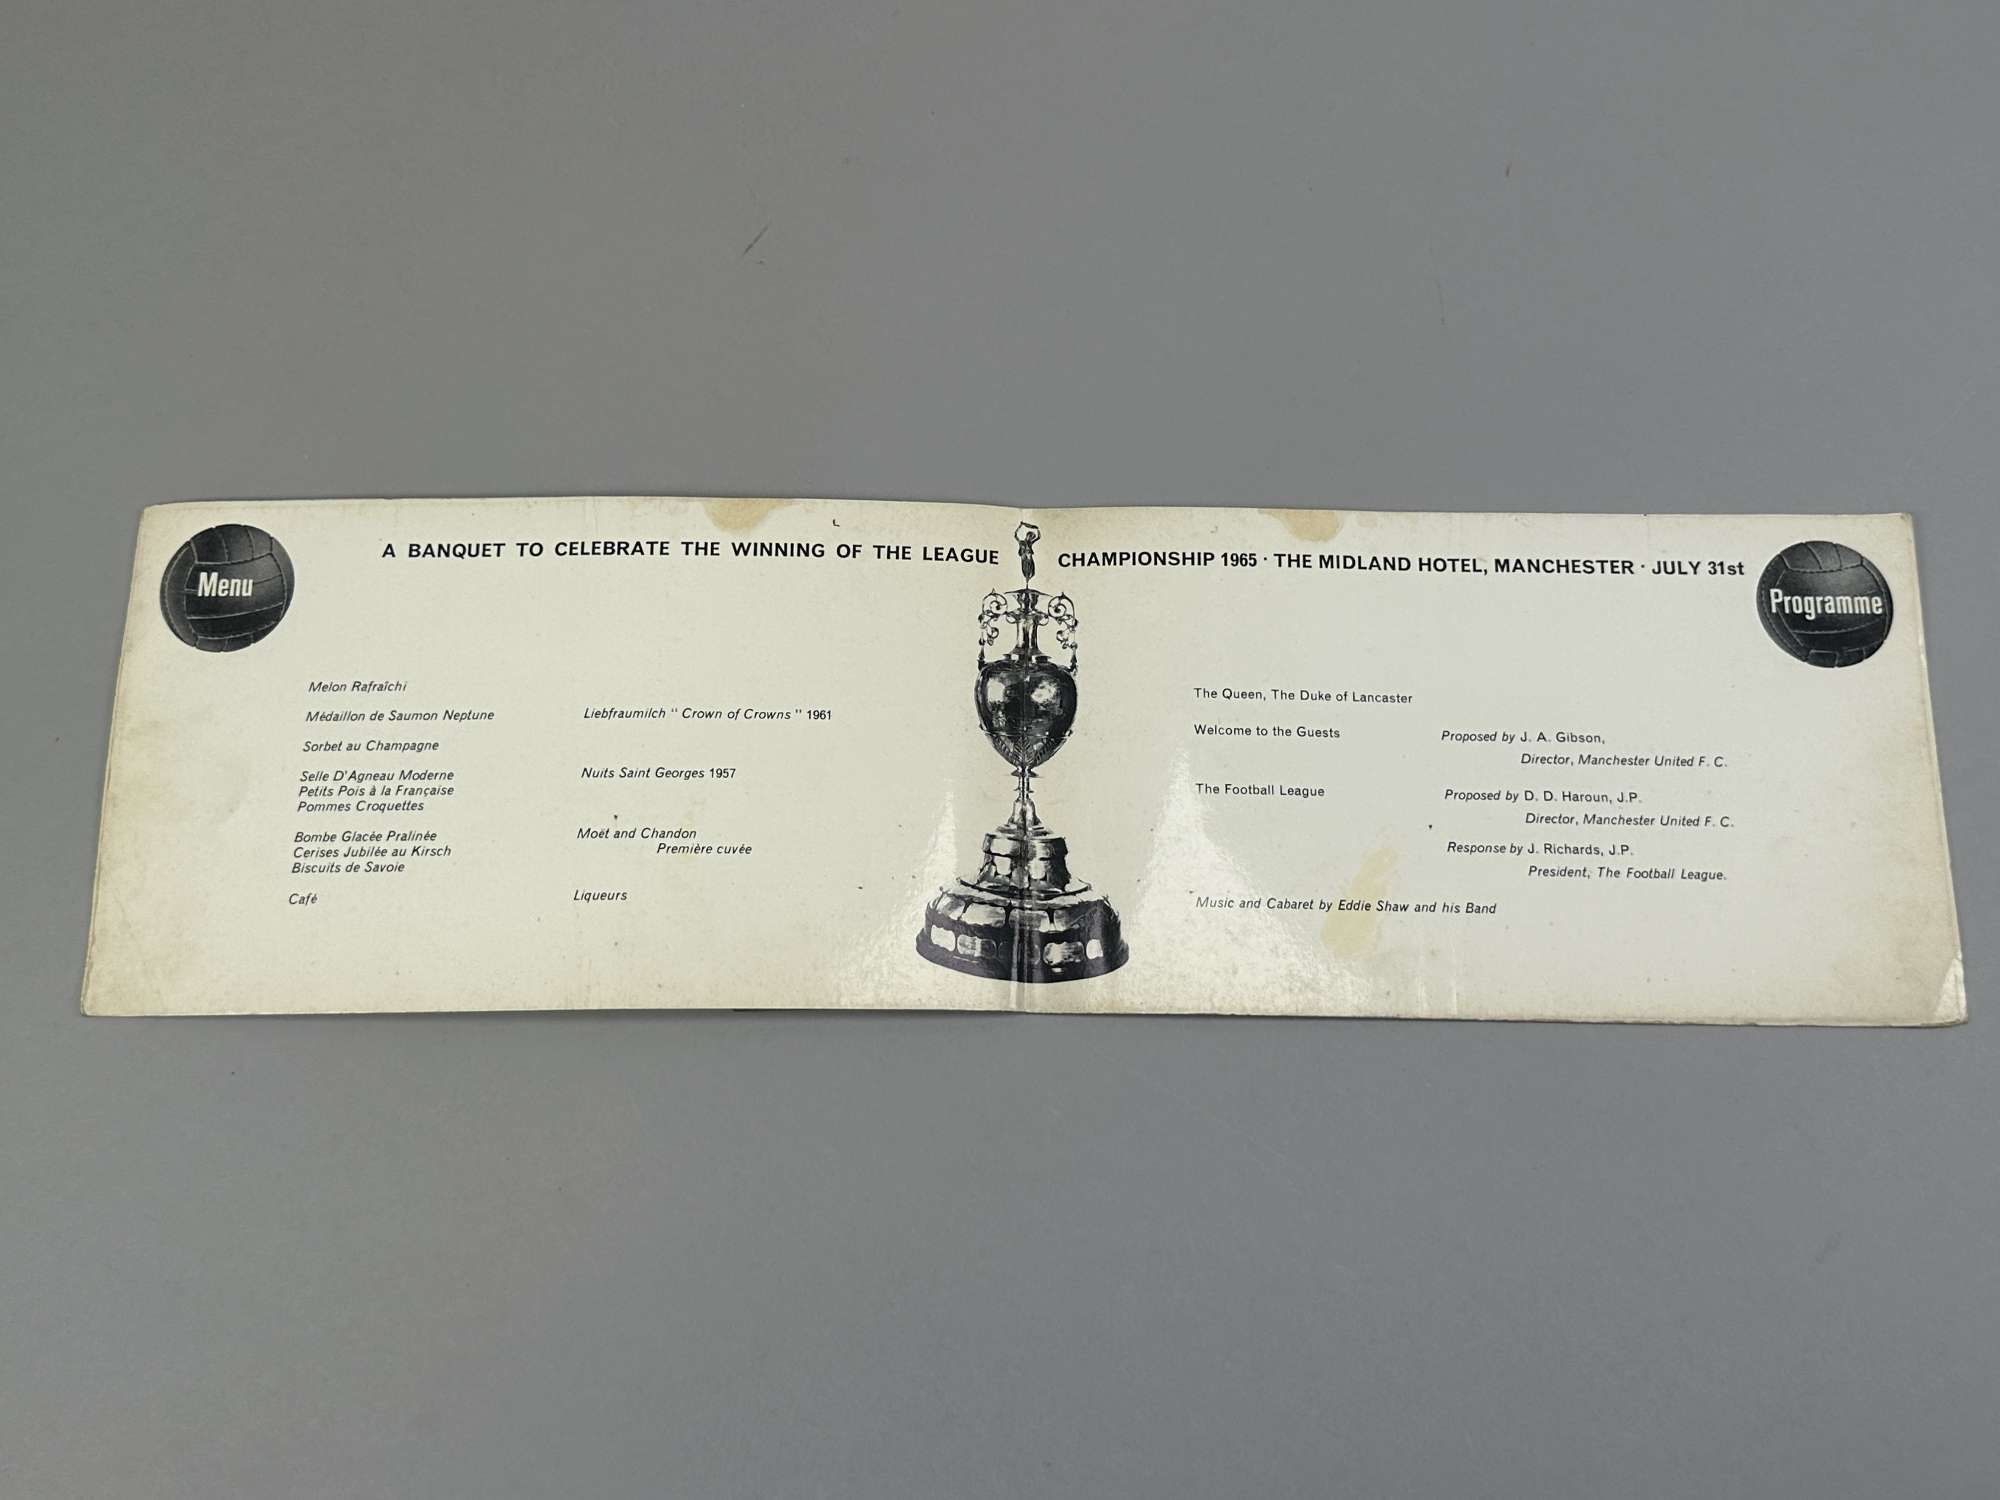 A BANQUET TO CELEBRATE THE WINNING OF THE LEAGUE CHAMPIONSHIP 1965 · THE MIDLAND HOTEL, MANCHESTER · JULY 31st
Menu
Melon Rafraîchi
Médaillon de Saumon Neptune
Liebfraumilch "Crown of Crowns" 1961
Sorbet au Champagne
Selle D'Agneau Moderne
Nuits Saint Georges 1957
Petits Pois à la Française
Pommes Croquettes
Bombe Glacée Pralinée
Moët and Chandon
Cerises Jubilée au Kirsch
Première cuvée
Biscuits de Savoie
Café
Liqueurs
Programme
The Queen, The Duke of Lancaster
Welcome to the Guests
Proposed by J. A. Gibson,
Director, Manchester United F. C.
The Football League
Proposed by D. D. Haroun, J.P.
Director, Manchester United F. C.
Response by J. Richards, J.P.
President, The Football League.
Music and Cabaret by Eddie Shaw and his Band